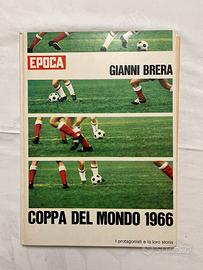 EPOCA
GIANNI BRERA
COPPA DEL MONDO 1966
I protagonisti e la loro storia